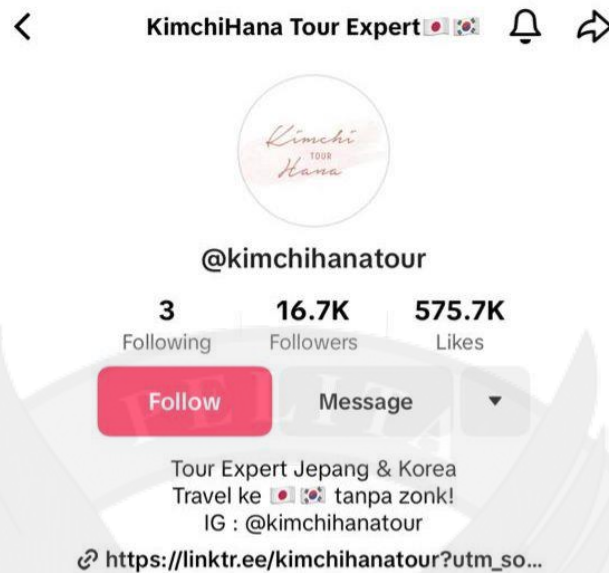 KimchiHana Tour Expert🇯🇵🇰🇷
Kimchi
TOUR
Hana
@kimchihanatour
3 16.7K 575.7K
Following Followers Likes
Follow Message
PELITA
Tour Expert Jepang & Korea
Travel ke 🇯🇵🇰🇷 tanpa zonk!
IG : @kimchihanatour
https://linktr.ee/kimchihanatour?utm_so...